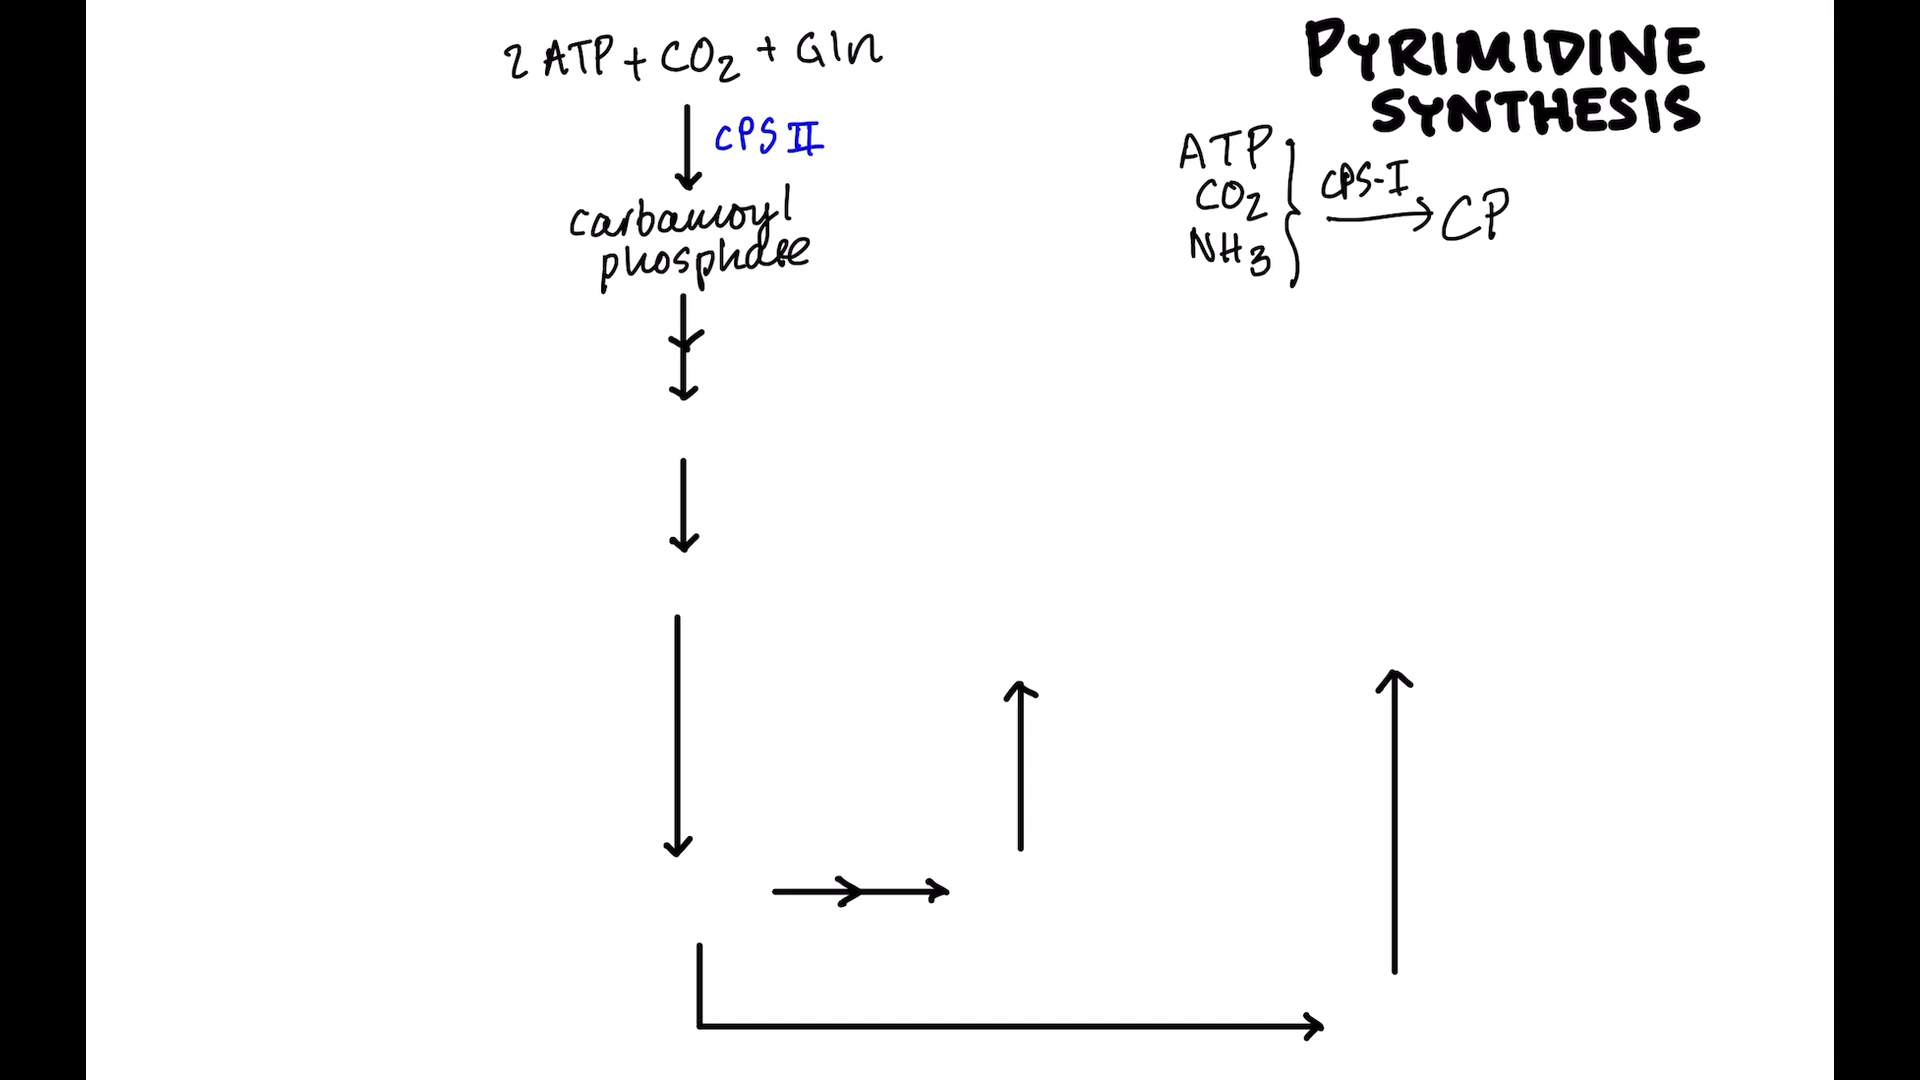 2 ATP + CO2 + Gln
CPS II
carbamoyl
phosphate
PYRIMIDINE
SYNTHESIS
ATP
CO2
NH3
CPS-I
CP